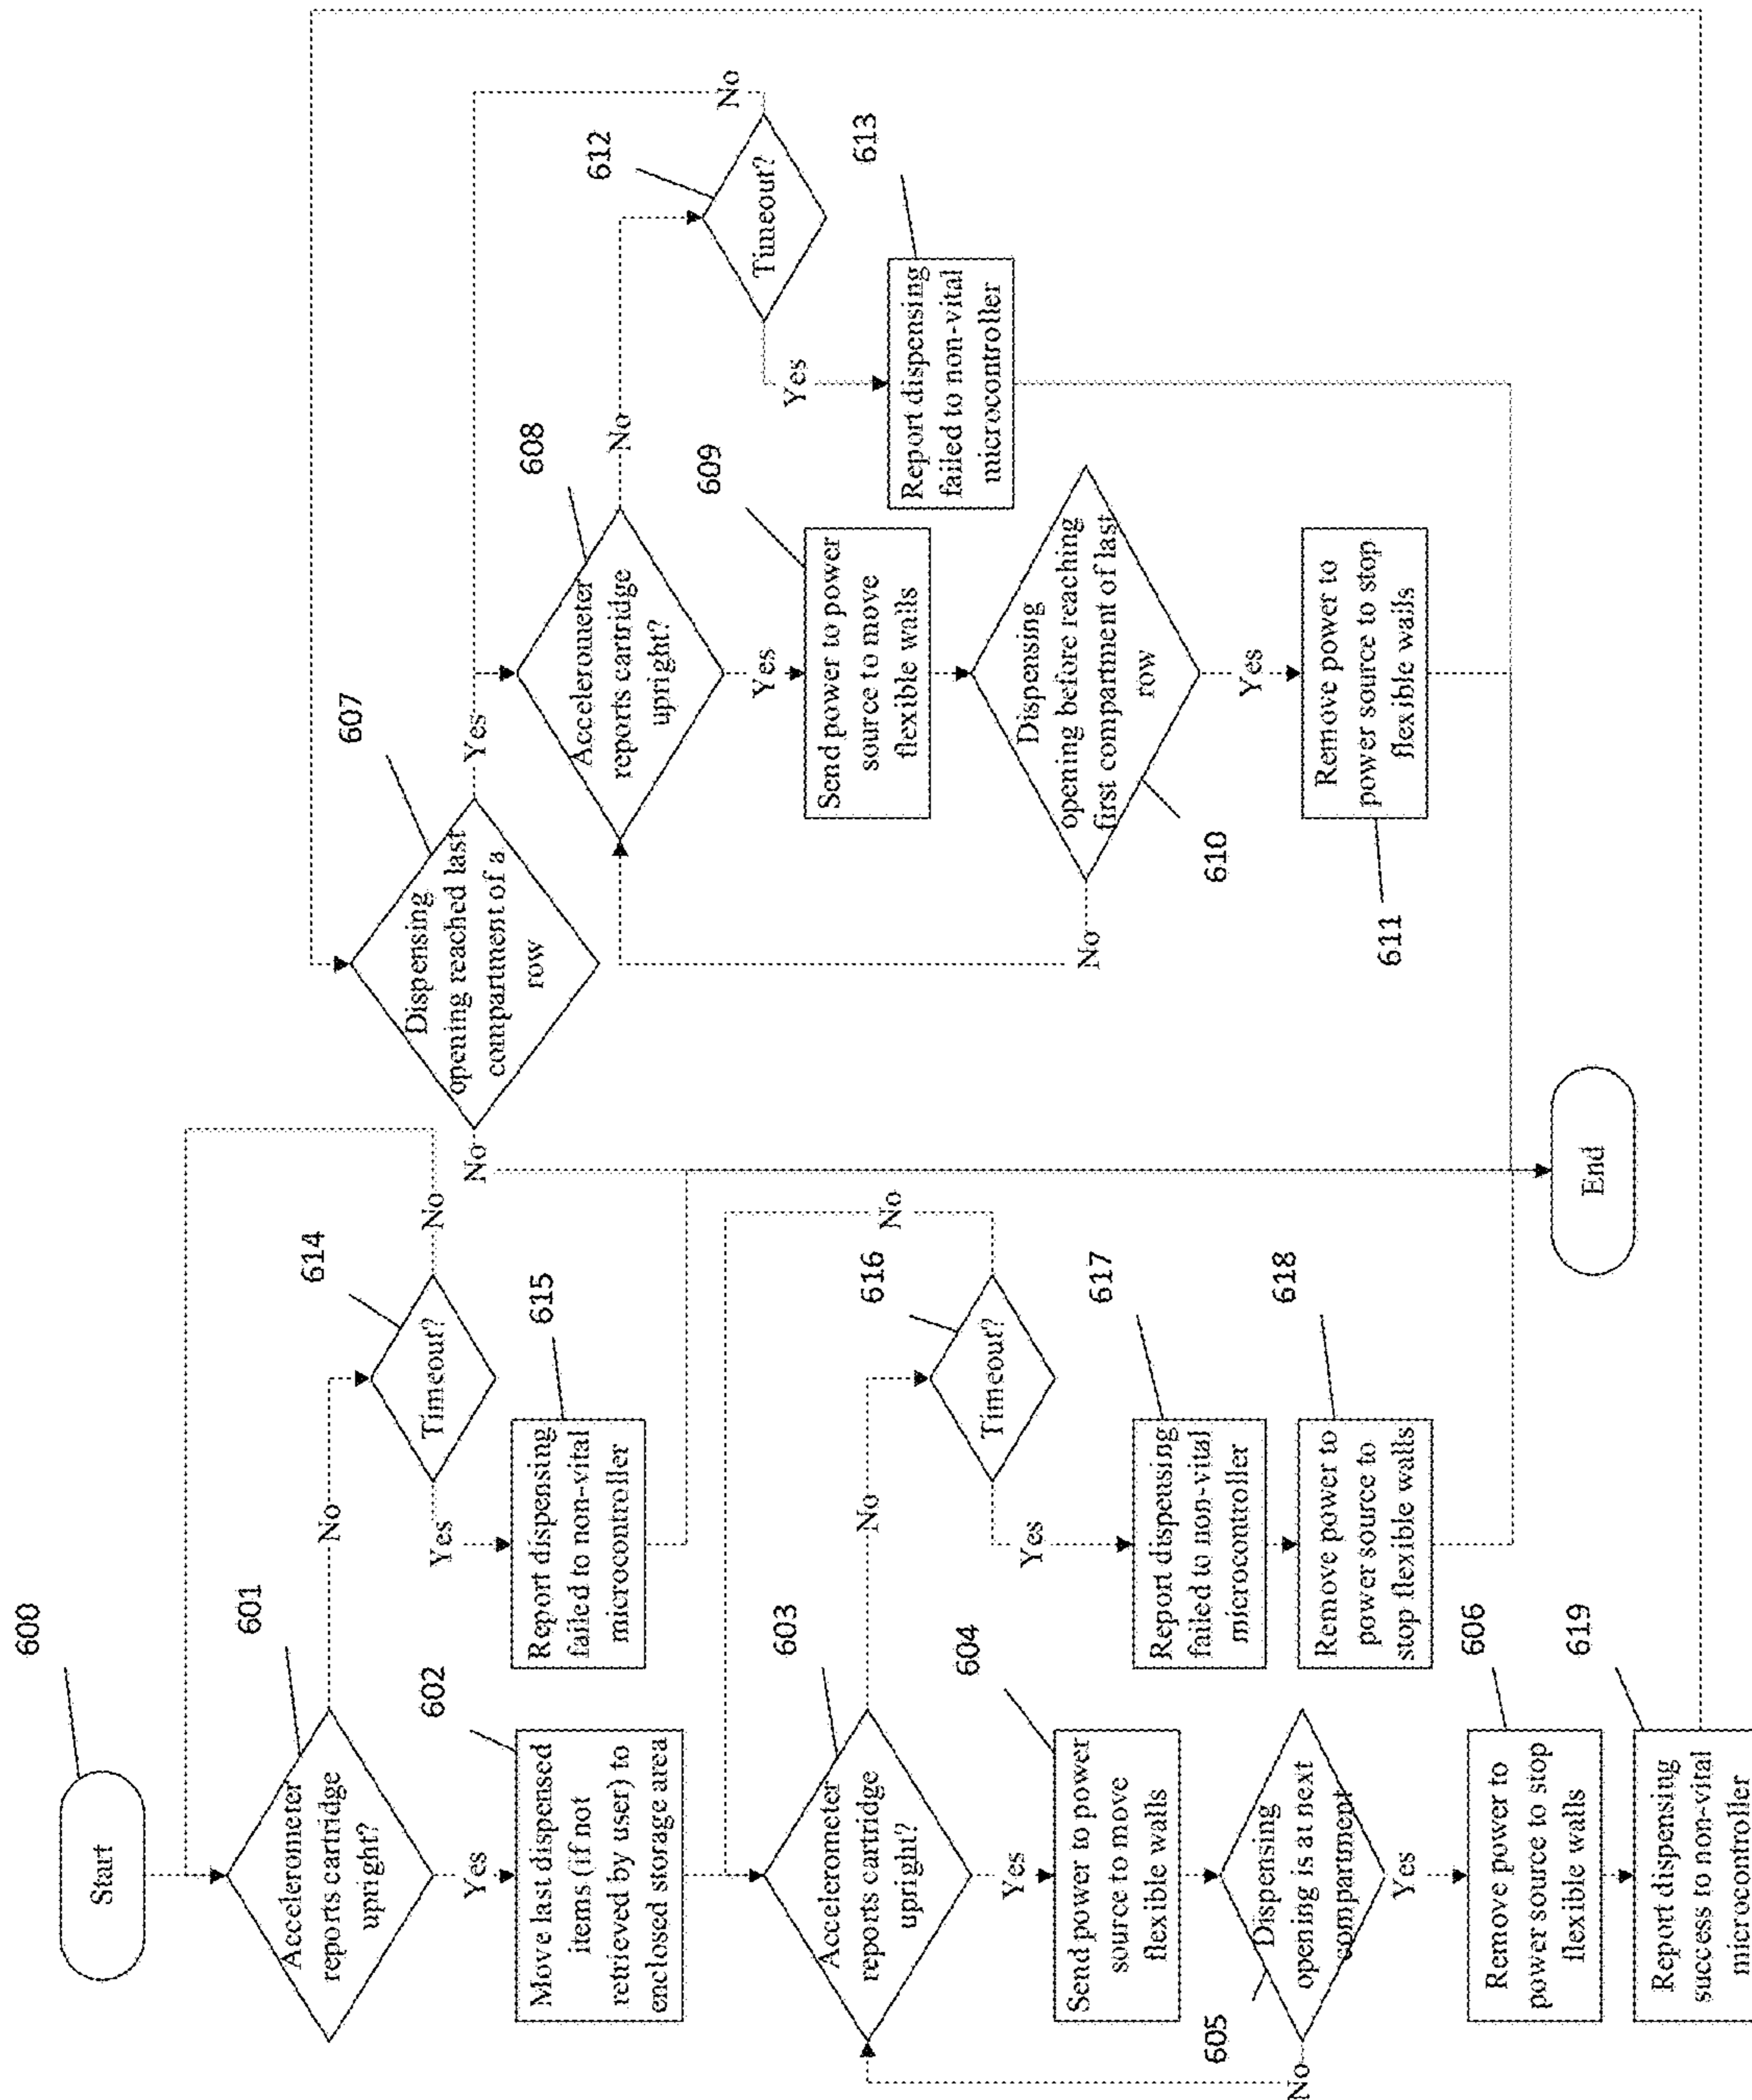 600
Start
601
Accelerometer
reports cartridge
upright?
No
Yes
614
Timeout?
No
Yes
615
Report dispensing
failed to non-vital
microcontroller
602
Move last dispensed
items (if not
retrieved by user) to
enclosed storage area
603
Accelerometer
reports cartridge
upright?
No
Yes
616
Timeout?
No
Yes
617
Report dispensing
failed to non-vital
microcontroller
618
Remove power to
power source to
stop flexible walls
604
Send power to power
source to move
flexible walls
605
Dispensing
opening is at next
compartment
No
Yes
606
Remove power to
power source to stop
flexible walls
619
Report dispensing
success to non-vital
microcontroller
607
Dispensing
opening reached last
compartment of a
row
No
Yes
608
Accelerometer
reports cartridge
upright?
No
Yes
612
Timeout?
No
Yes
613
Report dispensing
failed to non-vital
microcontroller
609
Send power to power
source to move
flexible walls
610
Dispensing
opening before reaching
first compartment of last
row
No
Yes
611
Remove power to
power source to stop
flexible walls
End